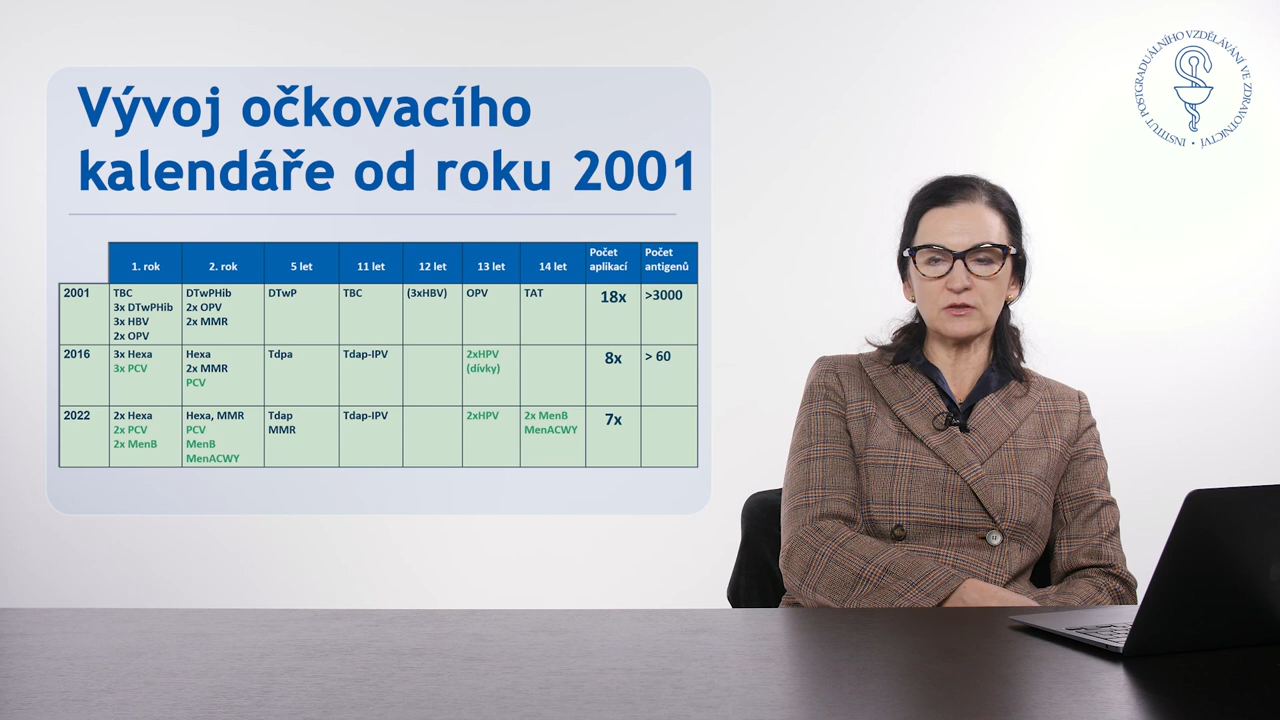 Vývoj očkovacího
kalendáře od roku 2001
1. rok 2. rok 5 let 11 let 12 let 13 let 14 let Počet aplikací Počet antigenů
2001 TBC DTwPHib DTwP TBC (3xHBV) OPV TAT 18x >3000
3x DTwPHib 2x OPV
3x HBV 2x MMR
2x OPV
2016 3x Hexa Hexa Tdpa Tdap-IPV 2xHPV 8x > 60
3x PCV 2x MMR (dívky)
PCV
2022 2x Hexa Hexa, MMR Tdap Tdap-IPV 2xHPV 2x MenB 7x
2x PCV PCV MMR MenACWY
2x MenB MenB
MenACWY
INSTITUT POSTGRADUÁLNÍHO VZDĚLÁVÁNÍ VE ZDRAVOTNICTVÍ •